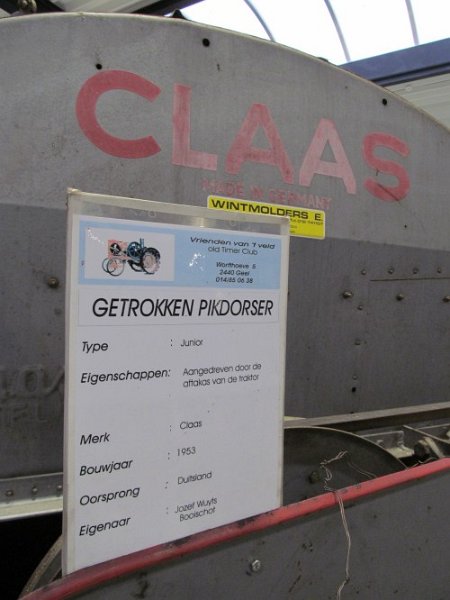 CLAAS
MADE IN GERMANY
WINTMOLDERS E.
Vrienden van 't veld
old Timer Club
2440 Geel
014/85 06 38
GETROKKEN PIKDORSER
Type : Junior
Eigenschappen: Aangedreven door de
aftakas van de traktor
Merk : Claas
Bouwjaar : 1953
Oorsprong : Duitsland
Eigenaar : Jozef Wuyts
Booischot